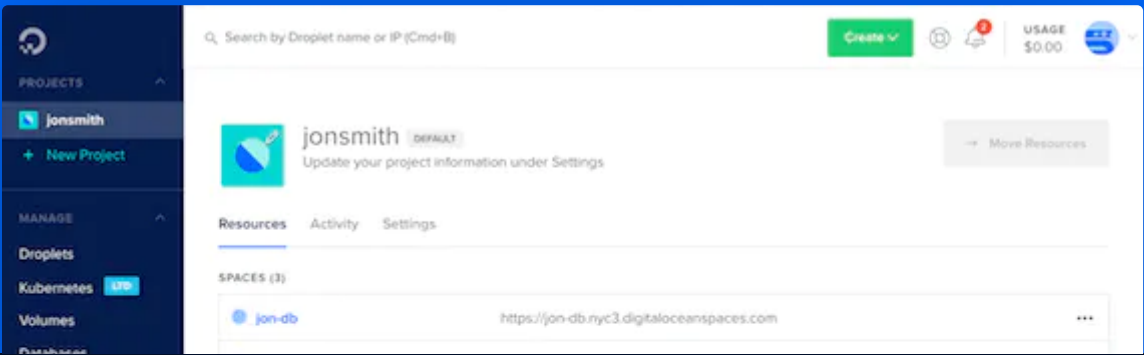 Search by Droplet name or IP (Cmd+B)
Create
2
USAGE
$0.00
PROJECTS
jonsmith
+ New Project
MANAGE
Droplets
Kubernetes LTD
Volumes
Databases
jonsmith DEFAULT
Update your project information under Settings
→ Move Resources
Resources Activity Settings
SPACES (3)
jon-db https://jon-db.nyc3.digitaloceanspaces.com ...